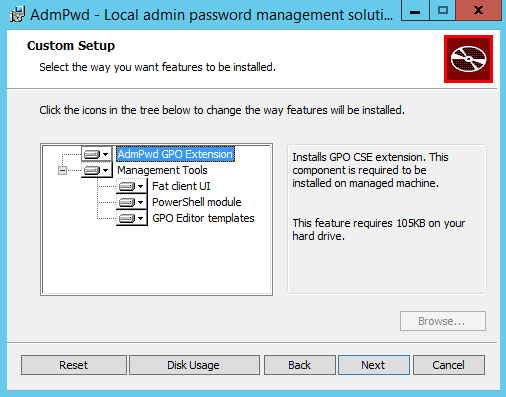 AdmPwd - Local admin password management soluti...
Custom Setup
Select the way you want features to be installed.
Click the icons in the tree below to change the way features will be installed.
AdmPwd GPO Extension
Management Tools
Fat client UI
PowerShell module
GPO Editor templates
Installs GPO CSE extension. This
component is required to be
installed on managed machine.
This feature requires 105KB on your
hard drive.
Browse...
Reset
Disk Usage
Back
Next
Cancel